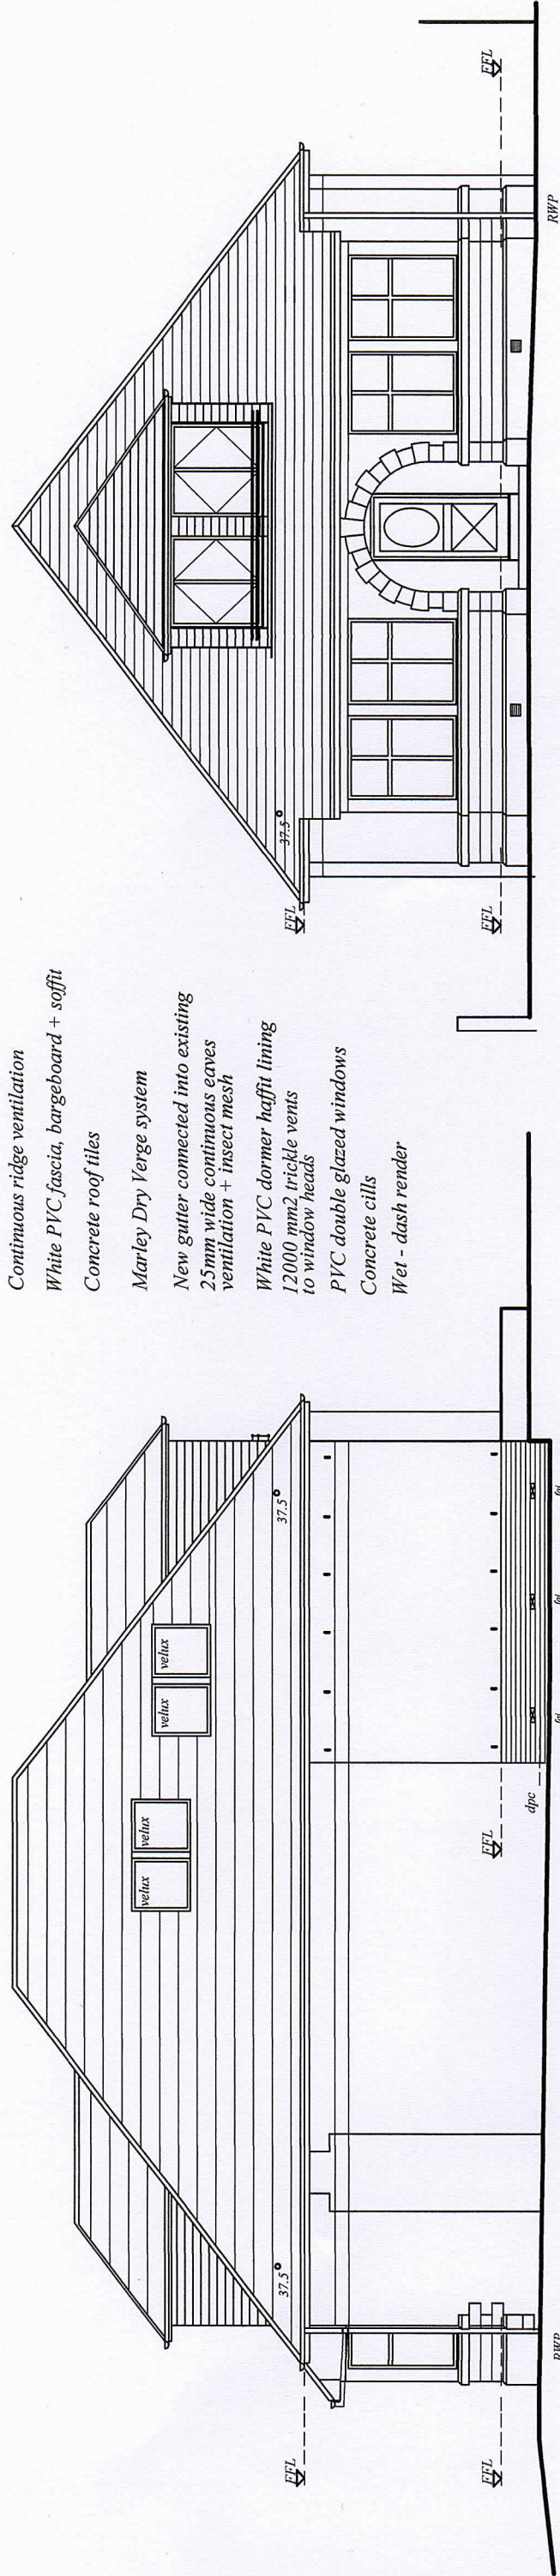 Continuous ridge ventilation
White PVC fascia, bargeboard + soffit
Concrete roof tiles
Marley Dry Verge system
New gutter connected into existing
25mm wide continuous eaves
ventilation + insect mesh
White PVC dormer haffit lining
12000 mm2 trickle vents
to window heads
PVC double glazed windows
Concrete cills
Wet - dash render
velux
velux
velux
velux
37.5°
37.5°
FFL
FFL
FFL
dpc
RWP
37.5°
FFL
FFL
FFL
RWP